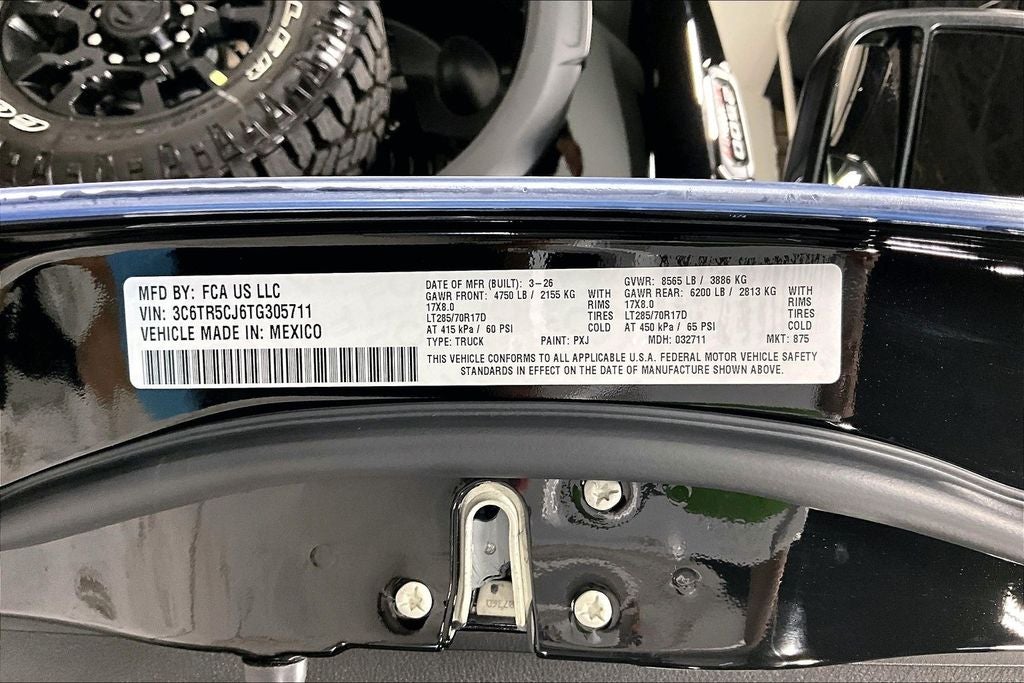 MFD BY: FCA US LLC
VIN: 3C6TR5CJ6TG305711
VEHICLE MADE IN: MEXICO
DATE OF MFR (BUILT): 3-26
GAWR FRONT: 4750 LB / 2155 KG WITH
17X8.0 RIMS
LT285/70R17D TIRES
AT 415 kPa / 60 PSI COLD
TYPE: TRUCK PAINT: PXJ
GVWR: 8565 LB / 3886 KG
GAWR REAR: 6200 LB / 2813 KG WITH
17X8.0 RIMS
LT285/70R17D TIRES
AT 450 kPa / 65 PSI COLD
MDH: 032711 MKT: 875
THIS VEHICLE CONFORMS TO ALL APPLICABLE U.S.A. FEDERAL MOTOR VEHICLE SAFETY
STANDARDS IN EFFECT ON THE DATE OF MANUFACTURE SHOWN ABOVE.